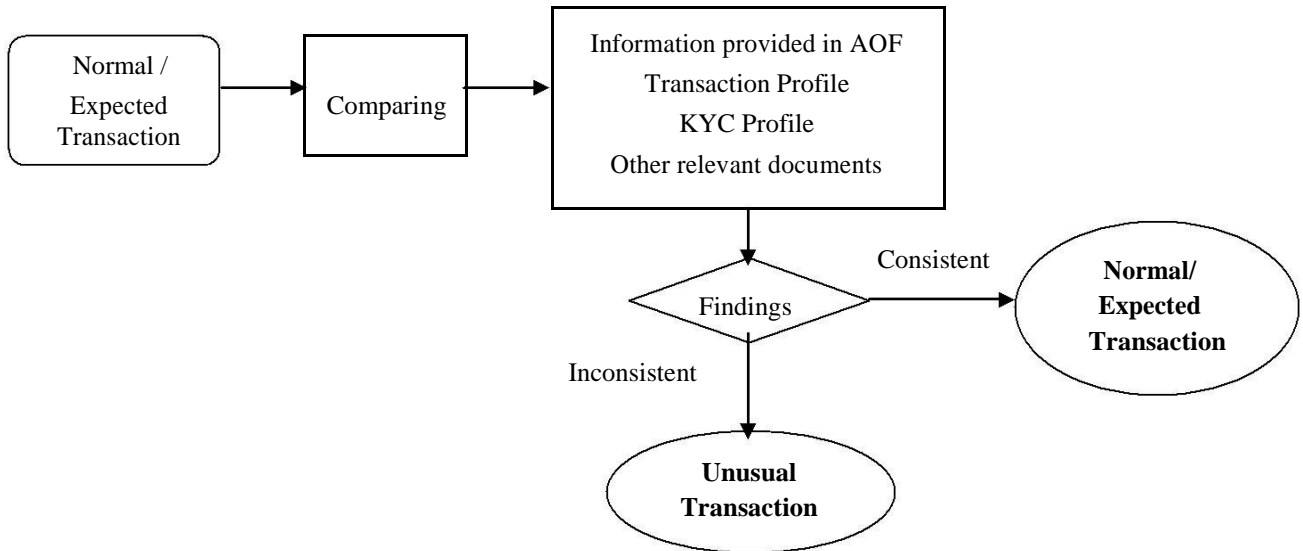 Normal /
Expected
Transaction
Comparing
Information provided in AOF
Transaction Profile
KYC Profile
Other relevant documents
Findings
Consistent
Normal/
Expected
Transaction
Inconsistent
Unusual
Transaction